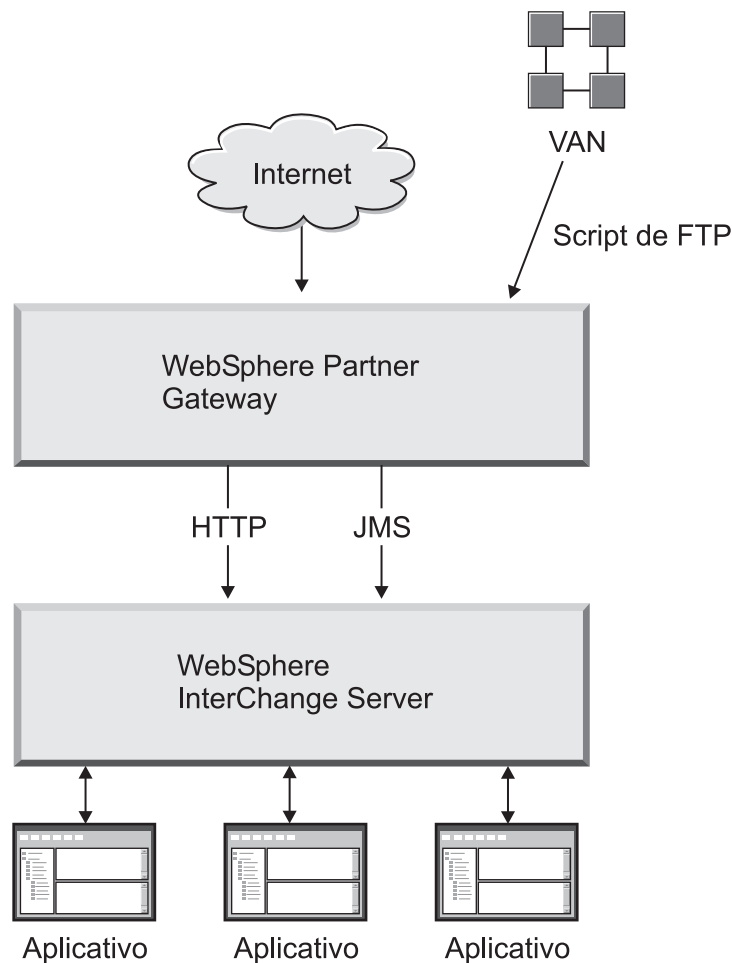 VAN
Internet
Script de FTP
WebSphere Partner
Gateway
HTTP
JMS
WebSphere
InterChange Server
Aplicativo
Aplicativo
Aplicativo